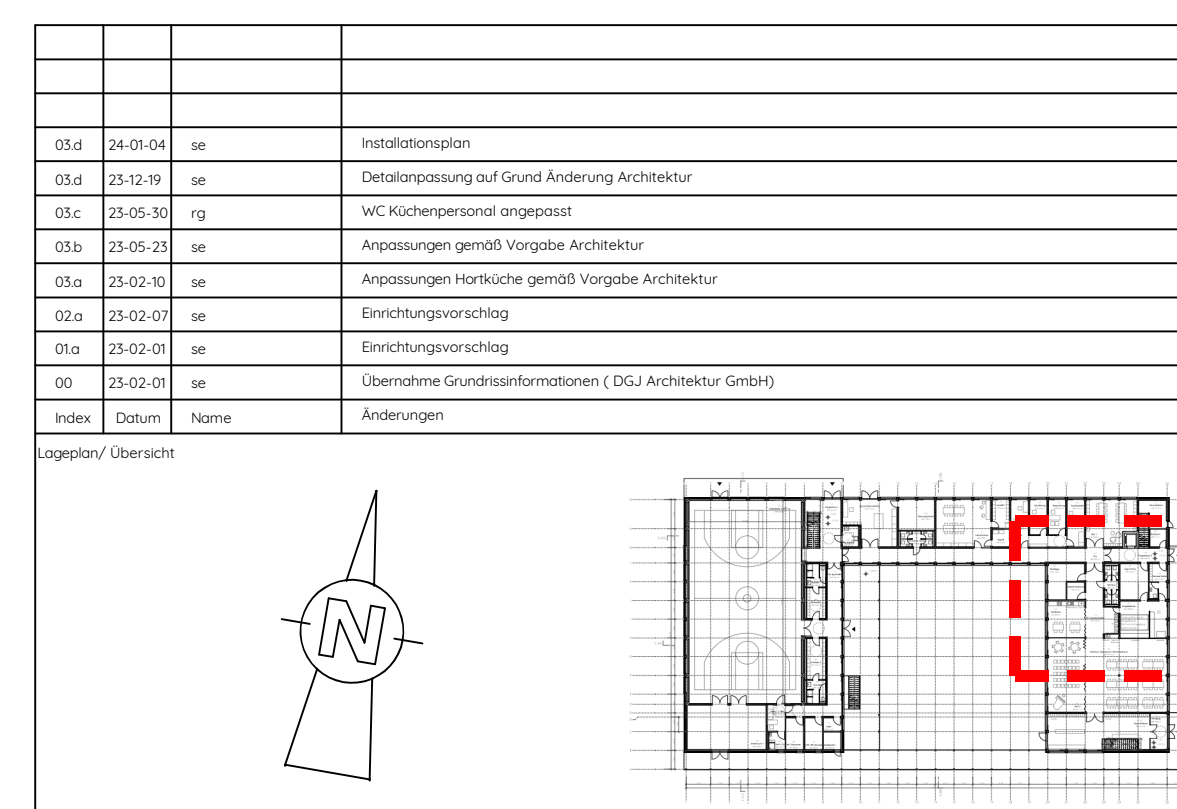 03.d 24-01-04 se Installationsplan
03.d 23-12-19 se Detailanpassung auf Grund Änderung Architektur
03.c 23-05-30 rg WC Küchenpersonal angepasst
03.b 23-05-23 se Anpassungen gemäß Vorgabe Architektur
03.a 23-02-10 se Anpassungen Hortküche gemäß Vorgabe Architektur
02.a 23-02-07 se Einrichtungsvorschlag
01.a 23-02-01 se Einrichtungsvorschlag
00 23-02-01 se Übernahme Grundrissinformationen ( DGJ Architektur GmbH)
Index Datum Name Änderungen
Lageplan/ Übersicht
N